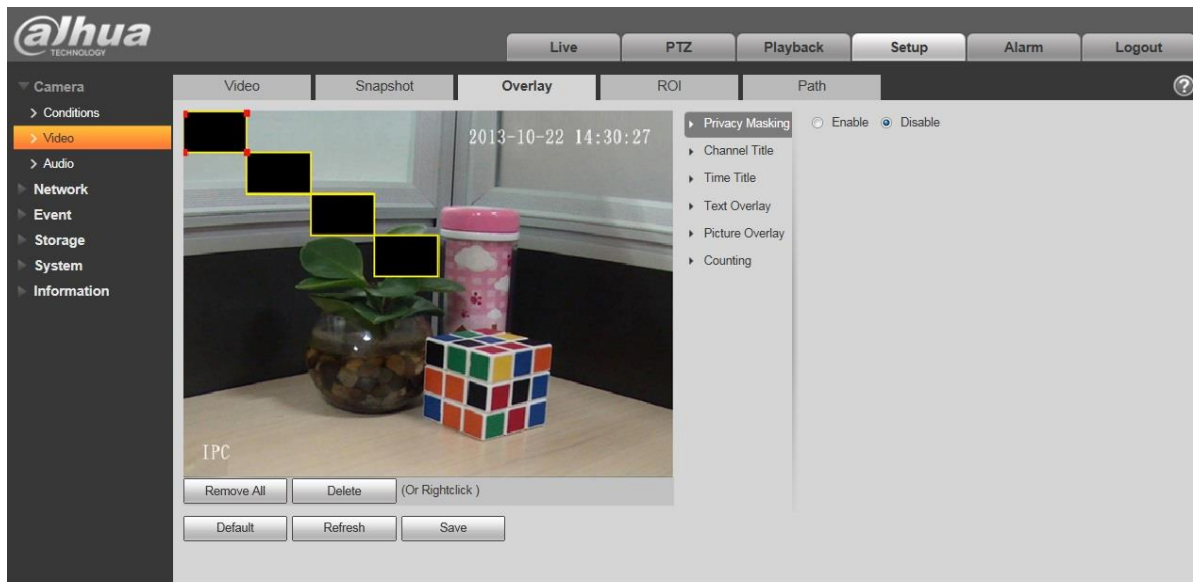 alhua
TECHNOLOGY
Live PTZ Playback Setup Alarm Logout
Camera
Conditions
Video
Audio
Network
Event
Storage
System
Information
Video Snapshot Overlay ROI Path
?
2013-10-22 14:30:27
IPC
Privacy Masking
Channel Title
Time Title
Text Overlay
Picture Overlay
Counting
Enable Disable
Remove All Delete (Or Rightclick )
Default Refresh Save